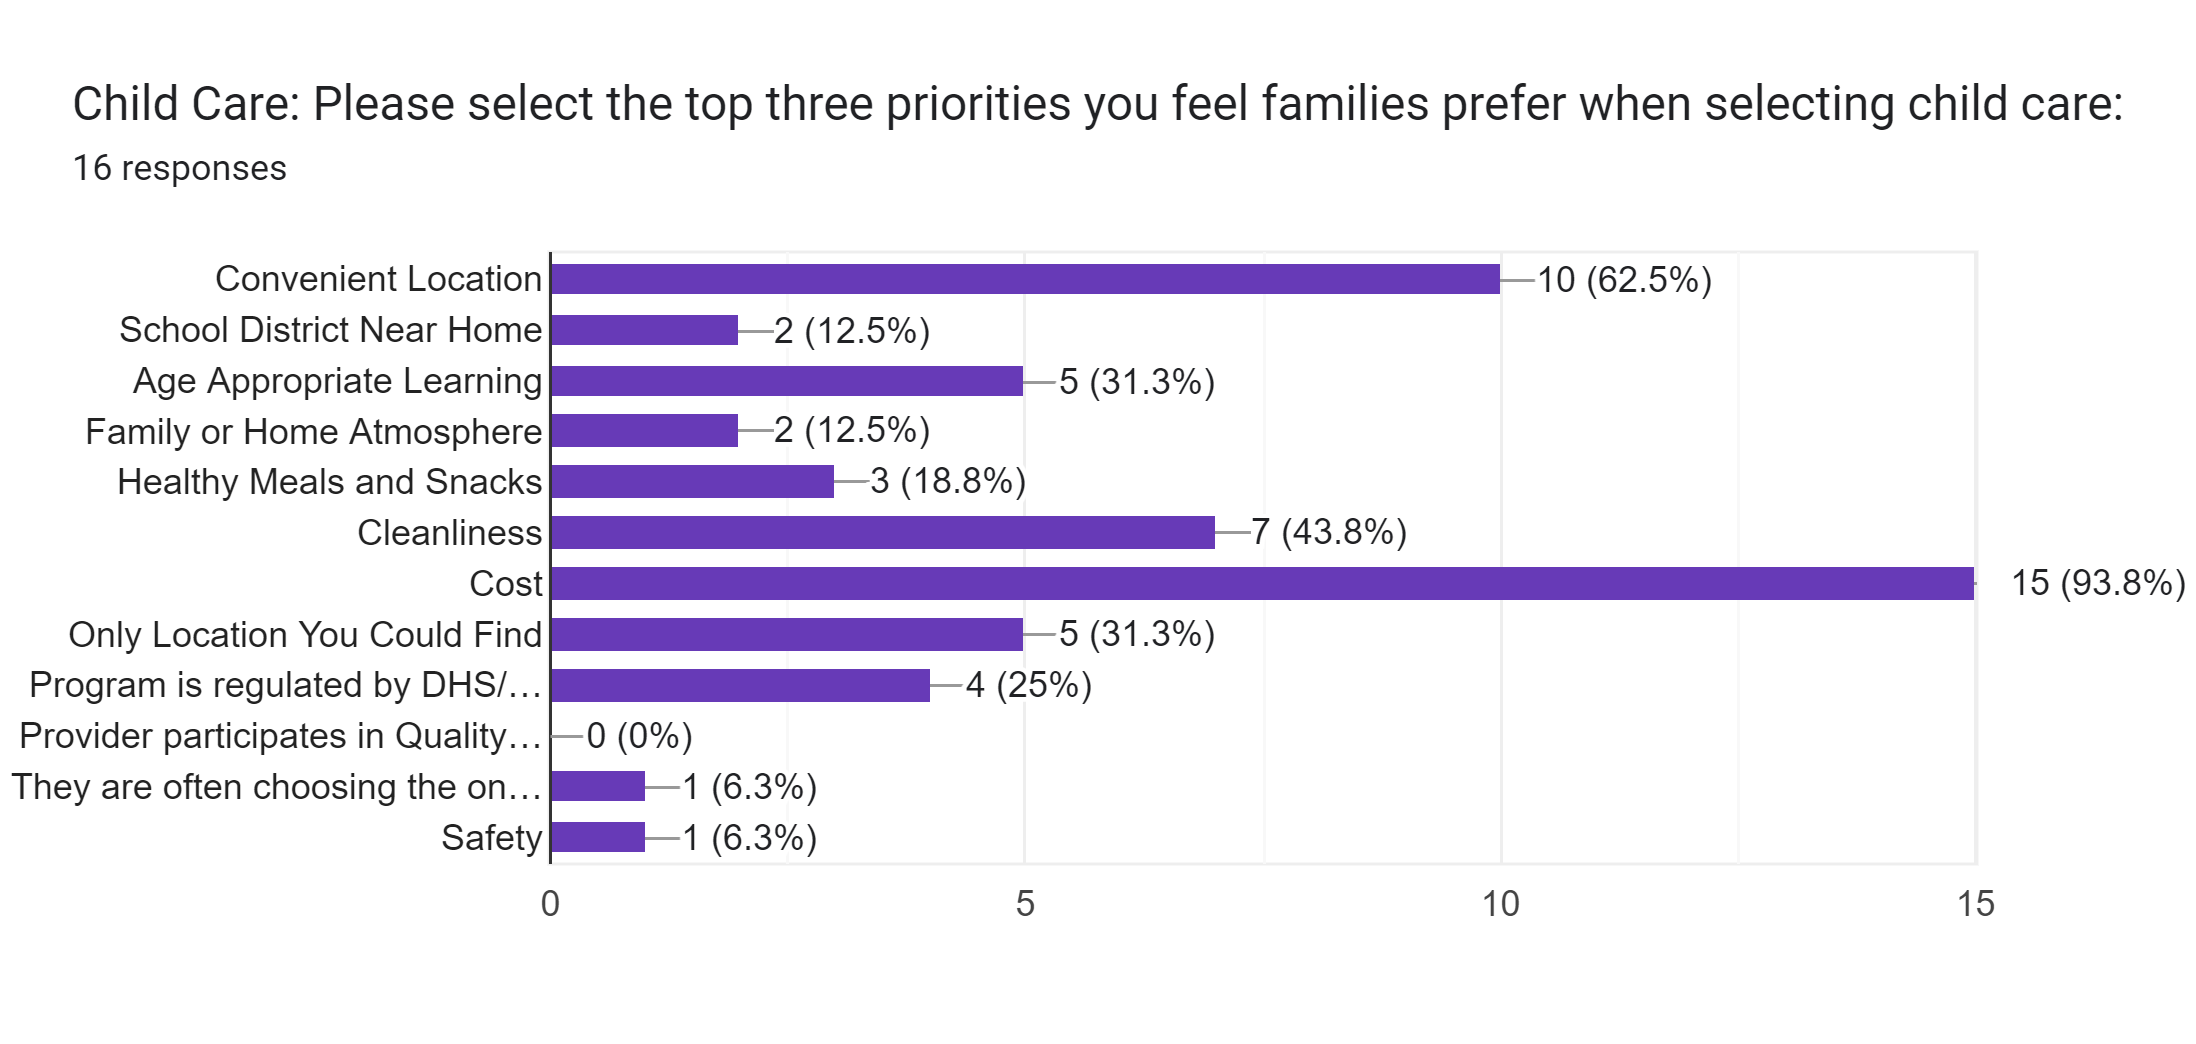 Child Care: Please select the top three priorities you feel families prefer when selecting child care:
16 responses
Convenient Location 10 (62.5%)
School District Near Home 2 (12.5%)
Age Appropriate Learning 5 (31.3%)
Family or Home Atmosphere 2 (12.5%)
Healthy Meals and Snacks 3 (18.8%)
Cleanliness 7 (43.8%)
Cost 15 (93.8%)
Only Location You Could Find 5 (31.3%)
Program is regulated by DHS/… 4 (25%)
Provider participates in Quality… 0 (0%)
They are often choosing the on… 1 (6.3%)
Safety 1 (6.3%)
0 5 10 15